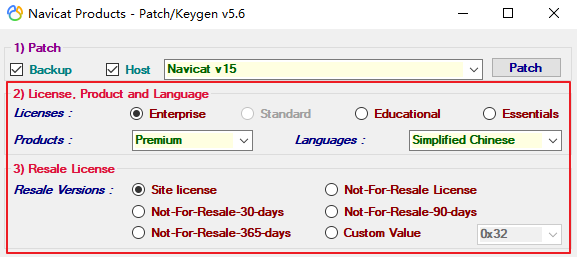 Navicat Products - Patch/Keygen v5.6
1) Patch
Backup Host Navicat v15 Patch
2) License, Product and Language
Licenses : Enterprise Standard Educational Essentials
Products : Premium Languages : Simplified Chinese
3) Resale License
Resale Versions : Site license Not-For-Resale License
Not-For-Resale-30-days Not-For-Resale-90-days
Not-For-Resale-365-days Custom Value 0x32